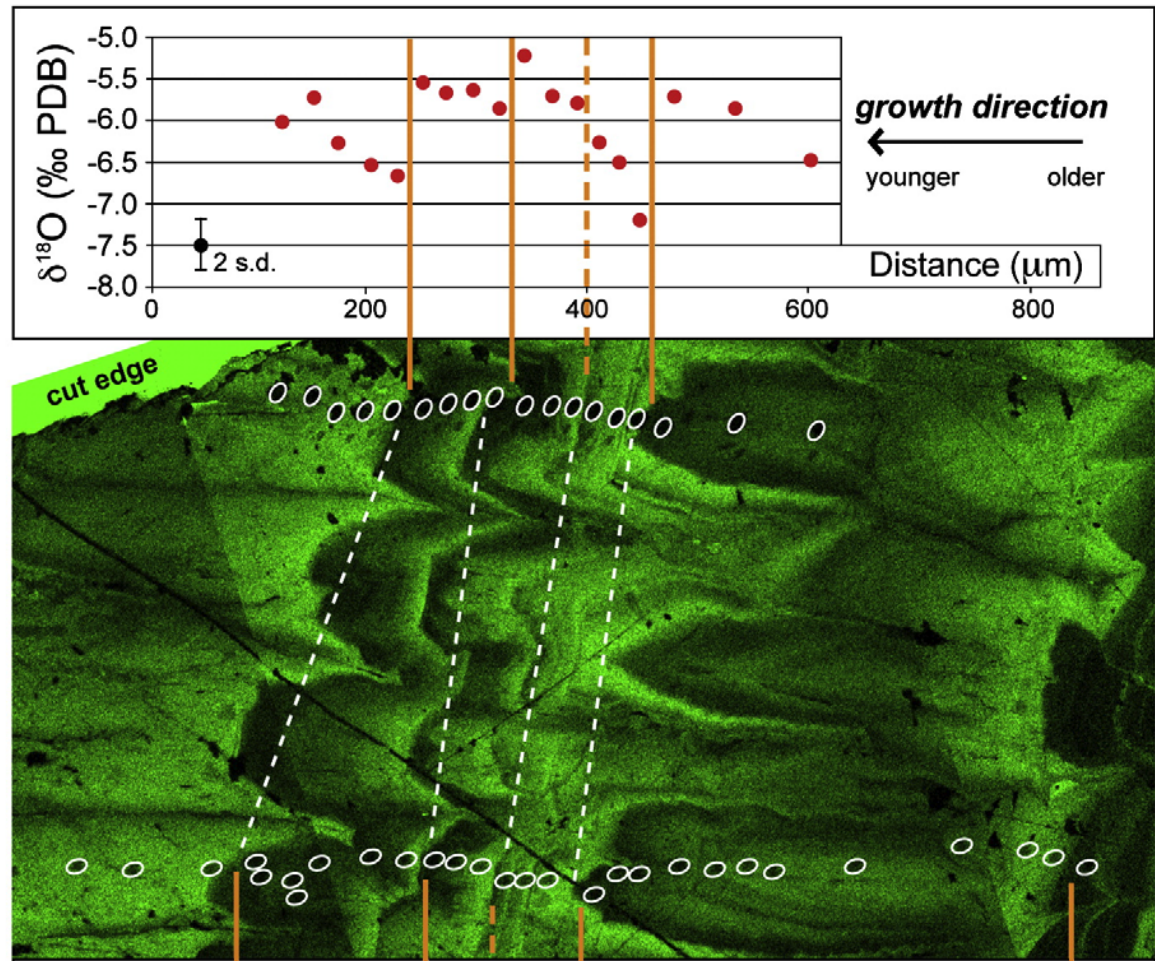 -5.0
-5.5
-6.0
-6.5
-7.0
-7.5
-8.0
δ¹⁸O (‰ PDB)
2 s.d.
growth direction
younger older
Distance (µm)
0 200 400 600 800
cut edge